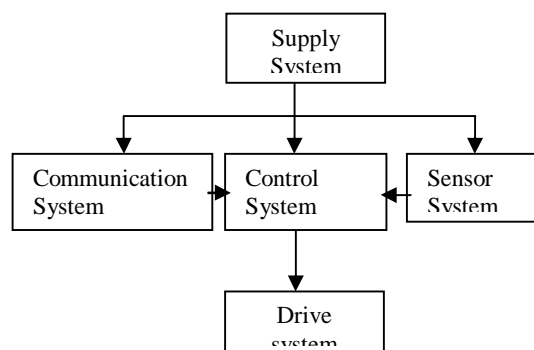 Supply
System
Communication
System
Control
System
Sensor
System
Drive
system